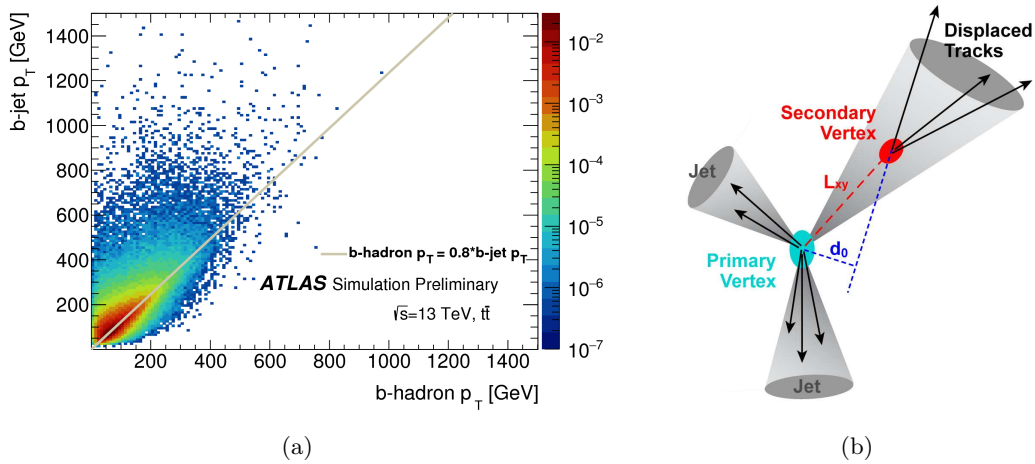 b-jet p_T [GeV]
1400
1200
1000
800
600
400
200
200 400 600 800 1000 1200 1400
b-hadron p_T [GeV]
b-hadron p_T = 0.8*b-jet p_T
ATLAS Simulation Preliminary
√s=13 TeV, tt̄
10⁻²
10⁻³
10⁻⁴
10⁻⁵
10⁻⁶
10⁻⁷
(a)
Displaced
Tracks
Secondary
Vertex
Jet
Lxy
d₀
Primary
Vertex
Jet
(b)